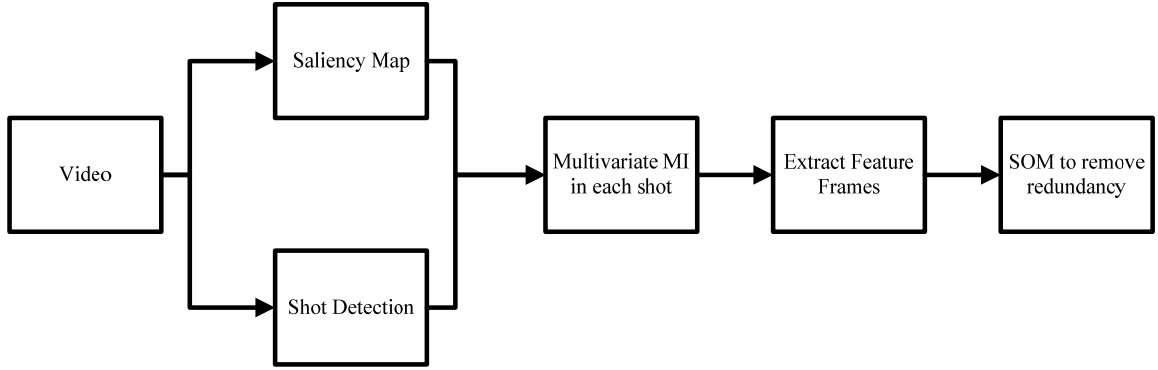 Saliency Map
Video
Multivariate MI
in each shot
Extract Feature
Frames
SOM to remove
redundancy
Shot Detection